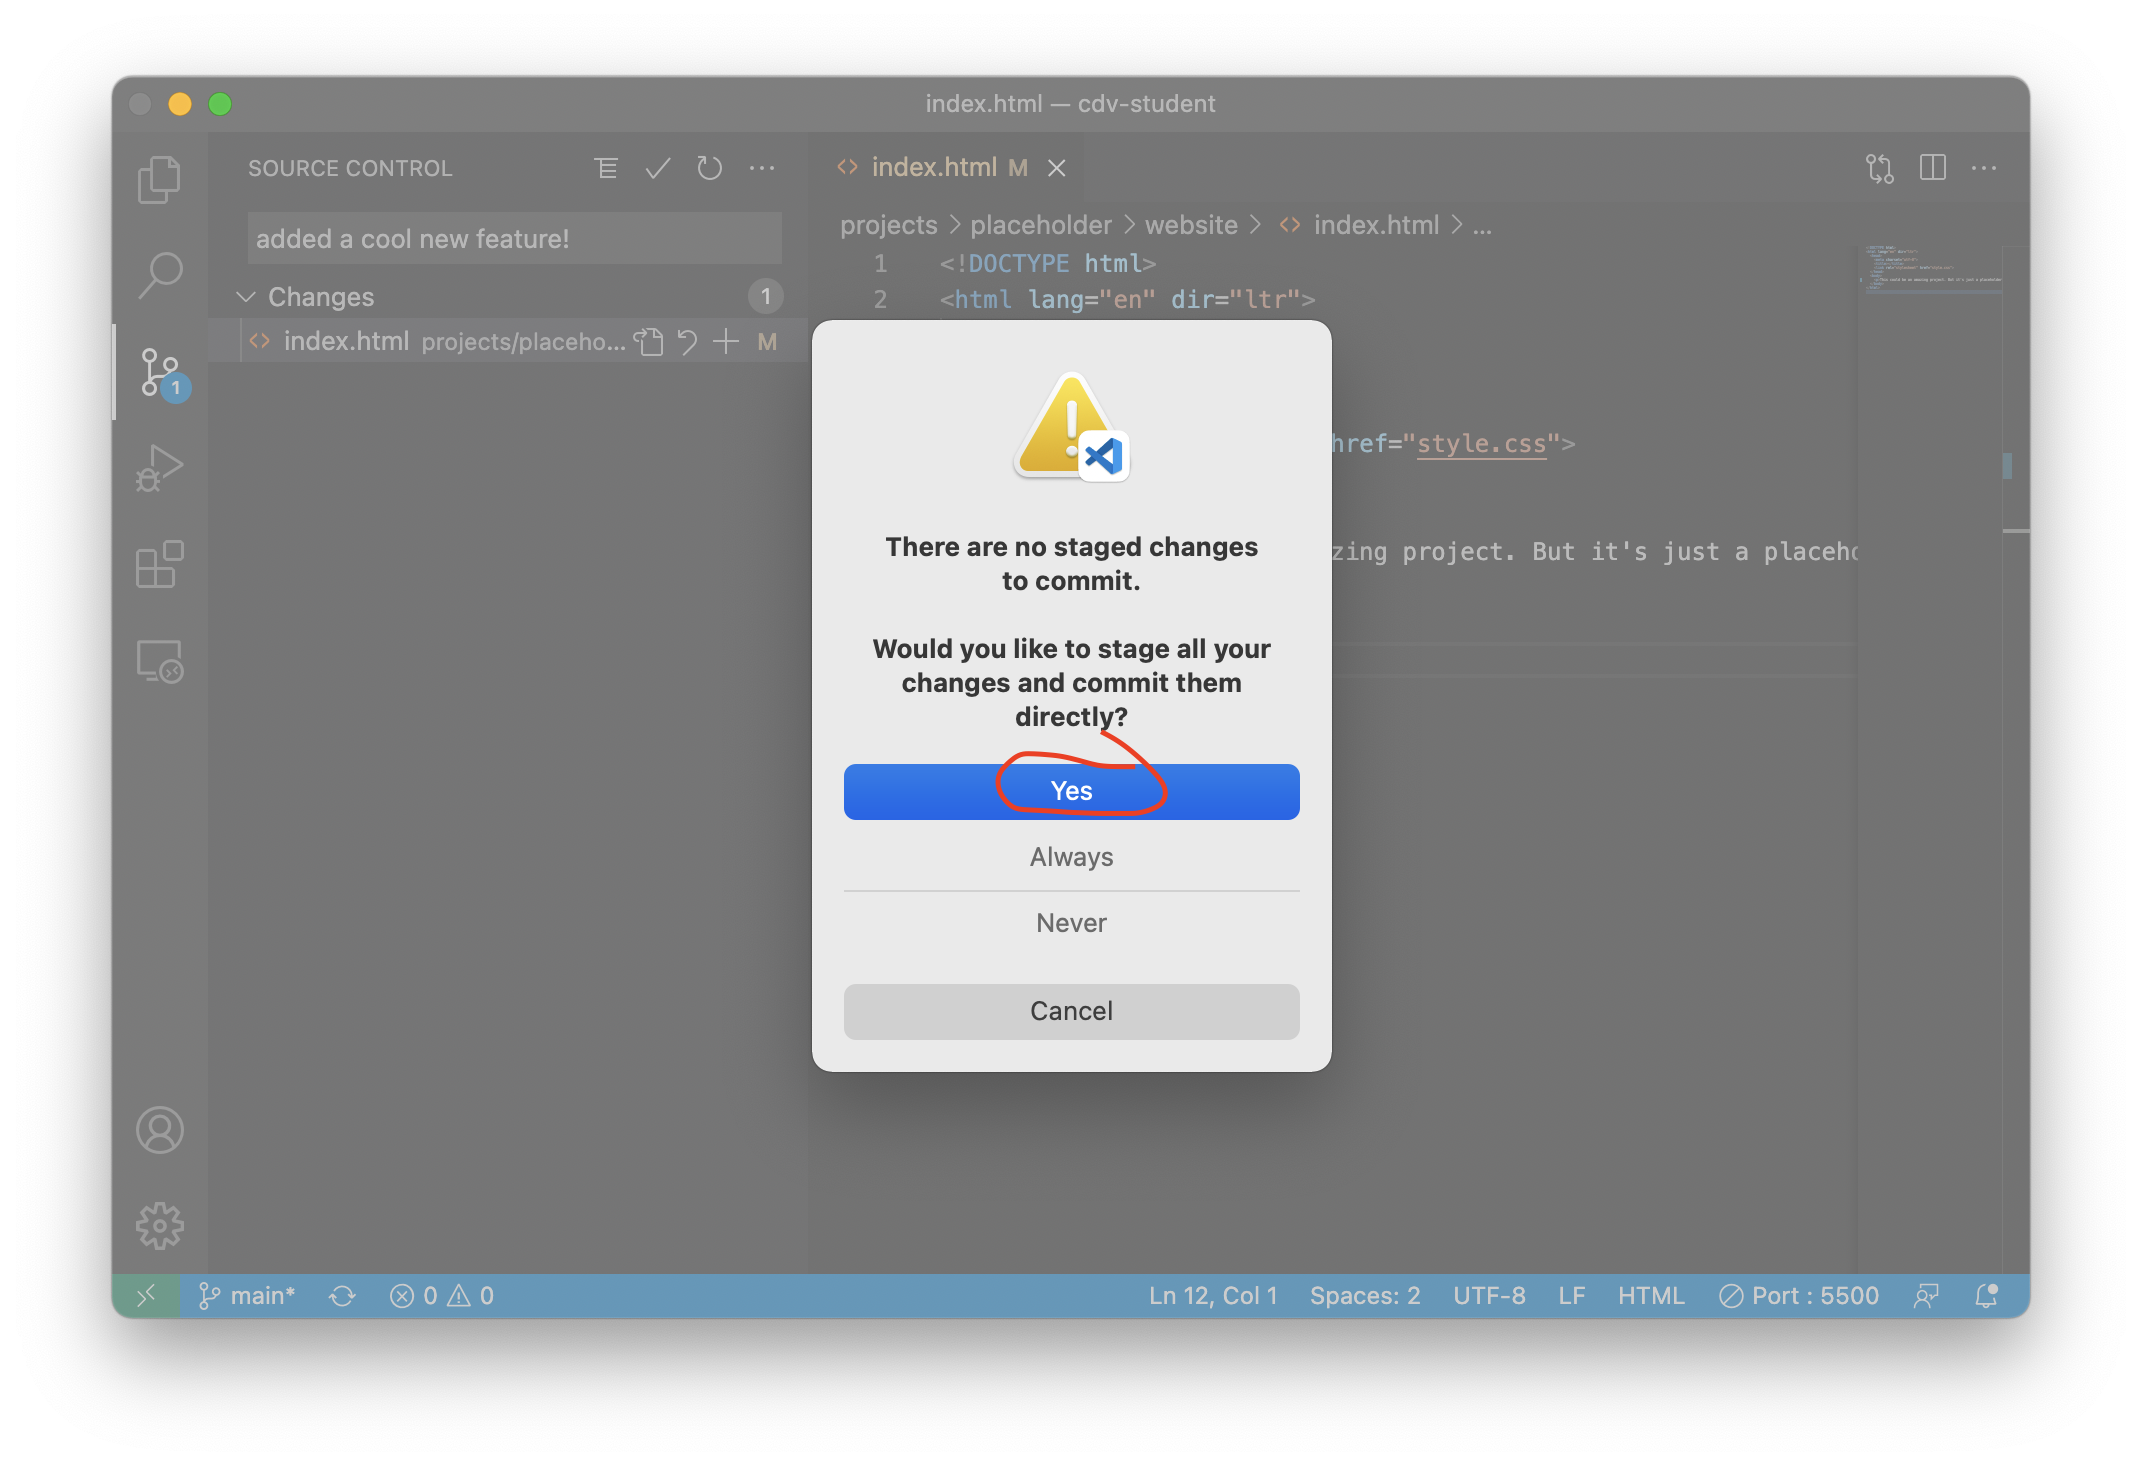 index.html — cdv-student
SOURCE CONTROL
added a cool new feature!
Changes 1
index.html projects/placeho... M
1
index.html M
projects > placeholder > website > index.html > ...
1 <!DOCTYPE html>
2 <html lang="en" dir="ltr">
href="style.css">
zing project. But it's just a placeho
There are no staged changes
to commit.
Would you like to stage all your
changes and commit them
directly?
Yes
Always
Never
Cancel
main* 0 0 Ln 12, Col 1 Spaces: 2 UTF-8 LF HTML Port : 5500